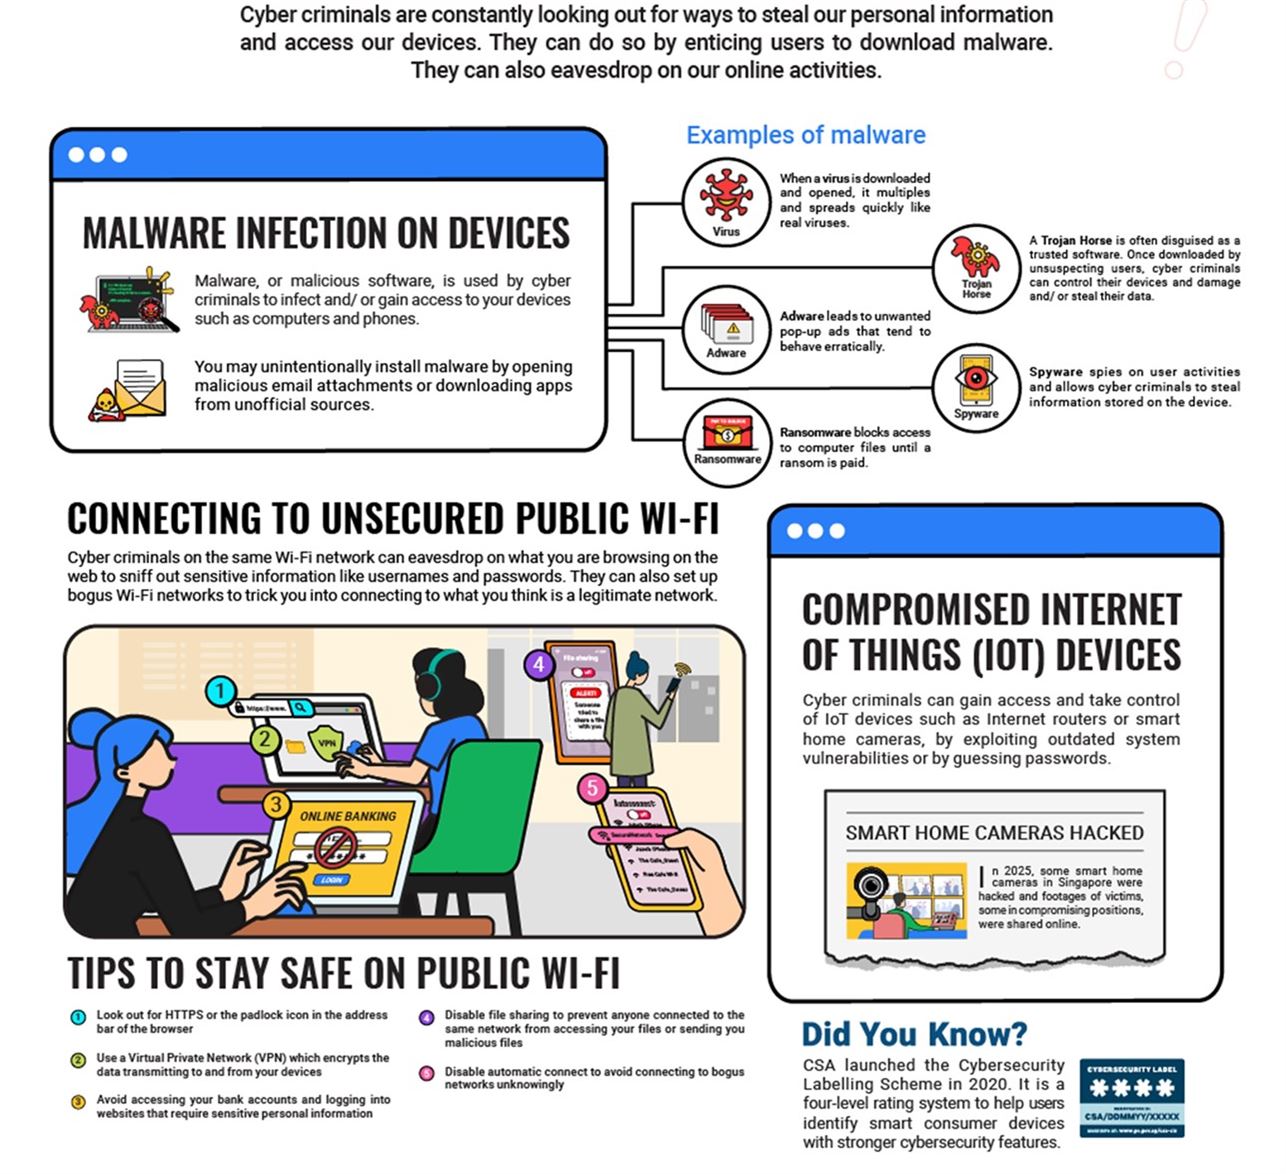 Cyber criminals are constantly looking out for ways to steal our personal information
and access our devices. They can do so by enticing users to download malware.
They can also eavesdrop on our online activities.
MALWARE INFECTION ON DEVICES
Malware, or malicious software, is used by cyber
criminals to infect and/ or gain access to your devices
such as computers and phones.
You may unintentionally install malware by opening
malicious email attachments or downloading apps
from unofficial sources.
Examples of malware
Virus
When a virus is downloaded
and opened, it multiples
and spreads quickly like
real viruses.
Trojan
Horse
A Trojan Horse is often disguised as a
trusted software. Once downloaded by
unsuspecting users, cyber criminals
can control their devices and damage
and/ or steal their data.
Adware
Adware leads to unwanted
pop-up ads that tend to
behave erratically.
Spyware
Spyware spies on user activities
and allows cyber criminals to steal
information stored on the device.
Ransomware
Ransomware blocks access
to computer files until a
ransom is paid.
CONNECTING TO UNSECURED PUBLIC WI-FI
Cyber criminals on the same Wi-Fi network can eavesdrop on what you are browsing on the
web to sniff out sensitive information like usernames and passwords. They can also set up
bogus Wi-Fi networks to trick you into connecting to what you think is a legitimate network.
1
https://www.
2
VPN
3
ONLINE BANKING
LOGIN
4
File sharing
ALERT!
Someone
tried to
share a file
with you
5
Autoconnect
Free Cafe Wi-fi
TIPS TO STAY SAFE ON PUBLIC WI-FI
1 Look out for HTTPS or the padlock icon in the address
bar of the browser
2 Use a Virtual Private Network (VPN) which encrypts the
data transmitting to and from your devices
3 Avoid accessing your bank accounts and logging into
websites that require sensitive personal information
4 Disable file sharing to prevent anyone connected to the
same network from accessing your files or sending you
malicious files
5 Disable automatic connect to avoid connecting to bogus
networks unknowingly
COMPROMISED INTERNET
OF THINGS (IOT) DEVICES
Cyber criminals can gain access and take control
of IoT devices such as Internet routers or smart
home cameras, by exploiting outdated system
vulnerabilities or by guessing passwords.
SMART HOME CAMERAS HACKED
In 2025, some smart home
cameras in Singapore were
hacked and footages of victims,
some in compromising positions,
were shared online.
Did You Know?
CSA launched the Cybersecurity
Labelling Scheme in 2020. It is a
four-level rating system to help users
identify smart consumer devices
with stronger cybersecurity features.
CYBERSECURITY LABEL
CSA/DDMMYY/XXXXX